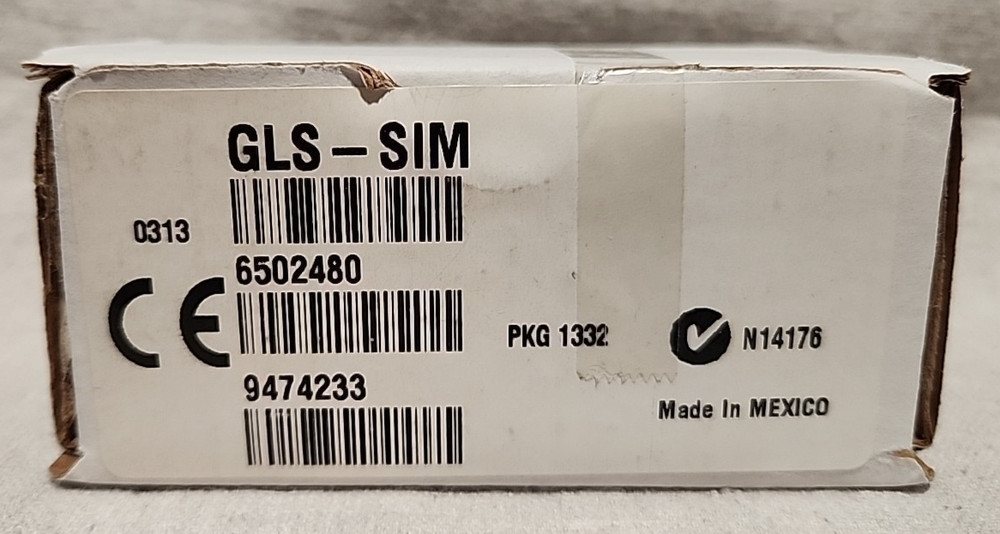 GLS-SIM
0313
6502480
CE
PKG 1332
N14176
9474233
Made In MEXICO